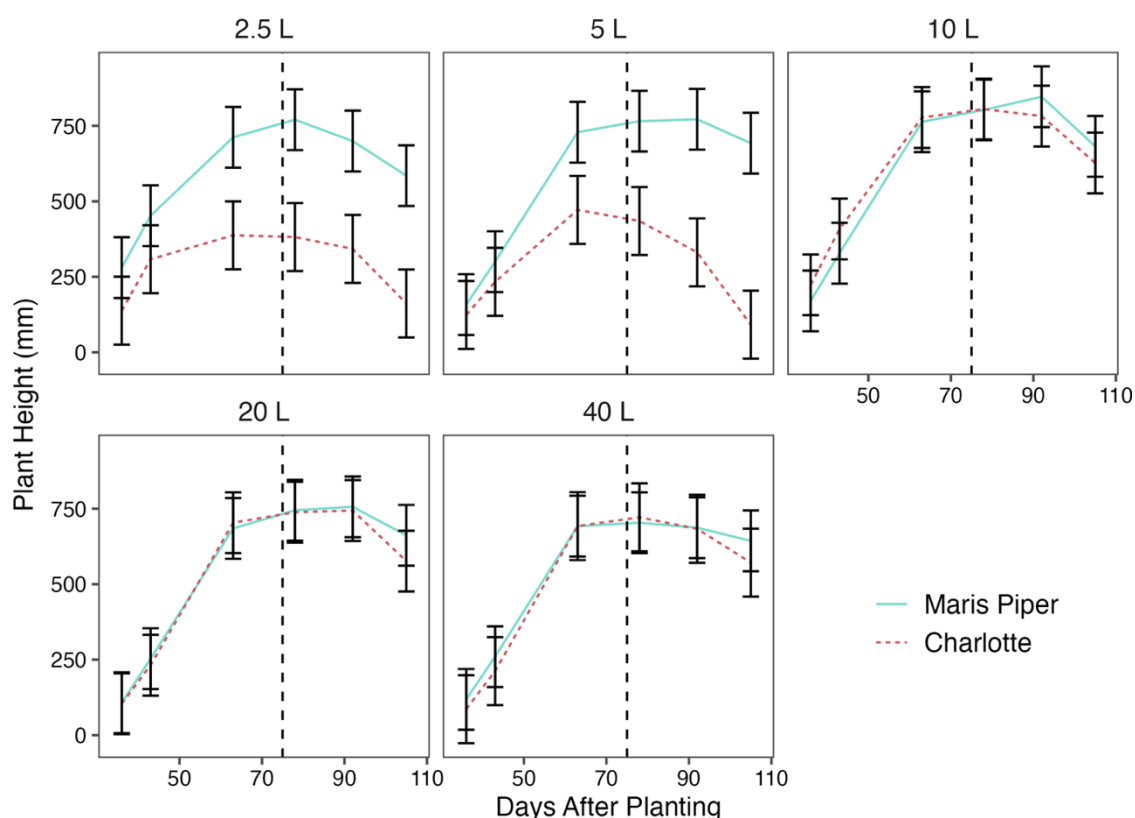 2.5 L 5 L 10 L
750
500
250
0
50 70 90 110
20 L 40 L
750
500
250
0
50 70 90 110 50 70 90 110
Plant Height (mm)
Days After Planting
Maris Piper
Charlotte